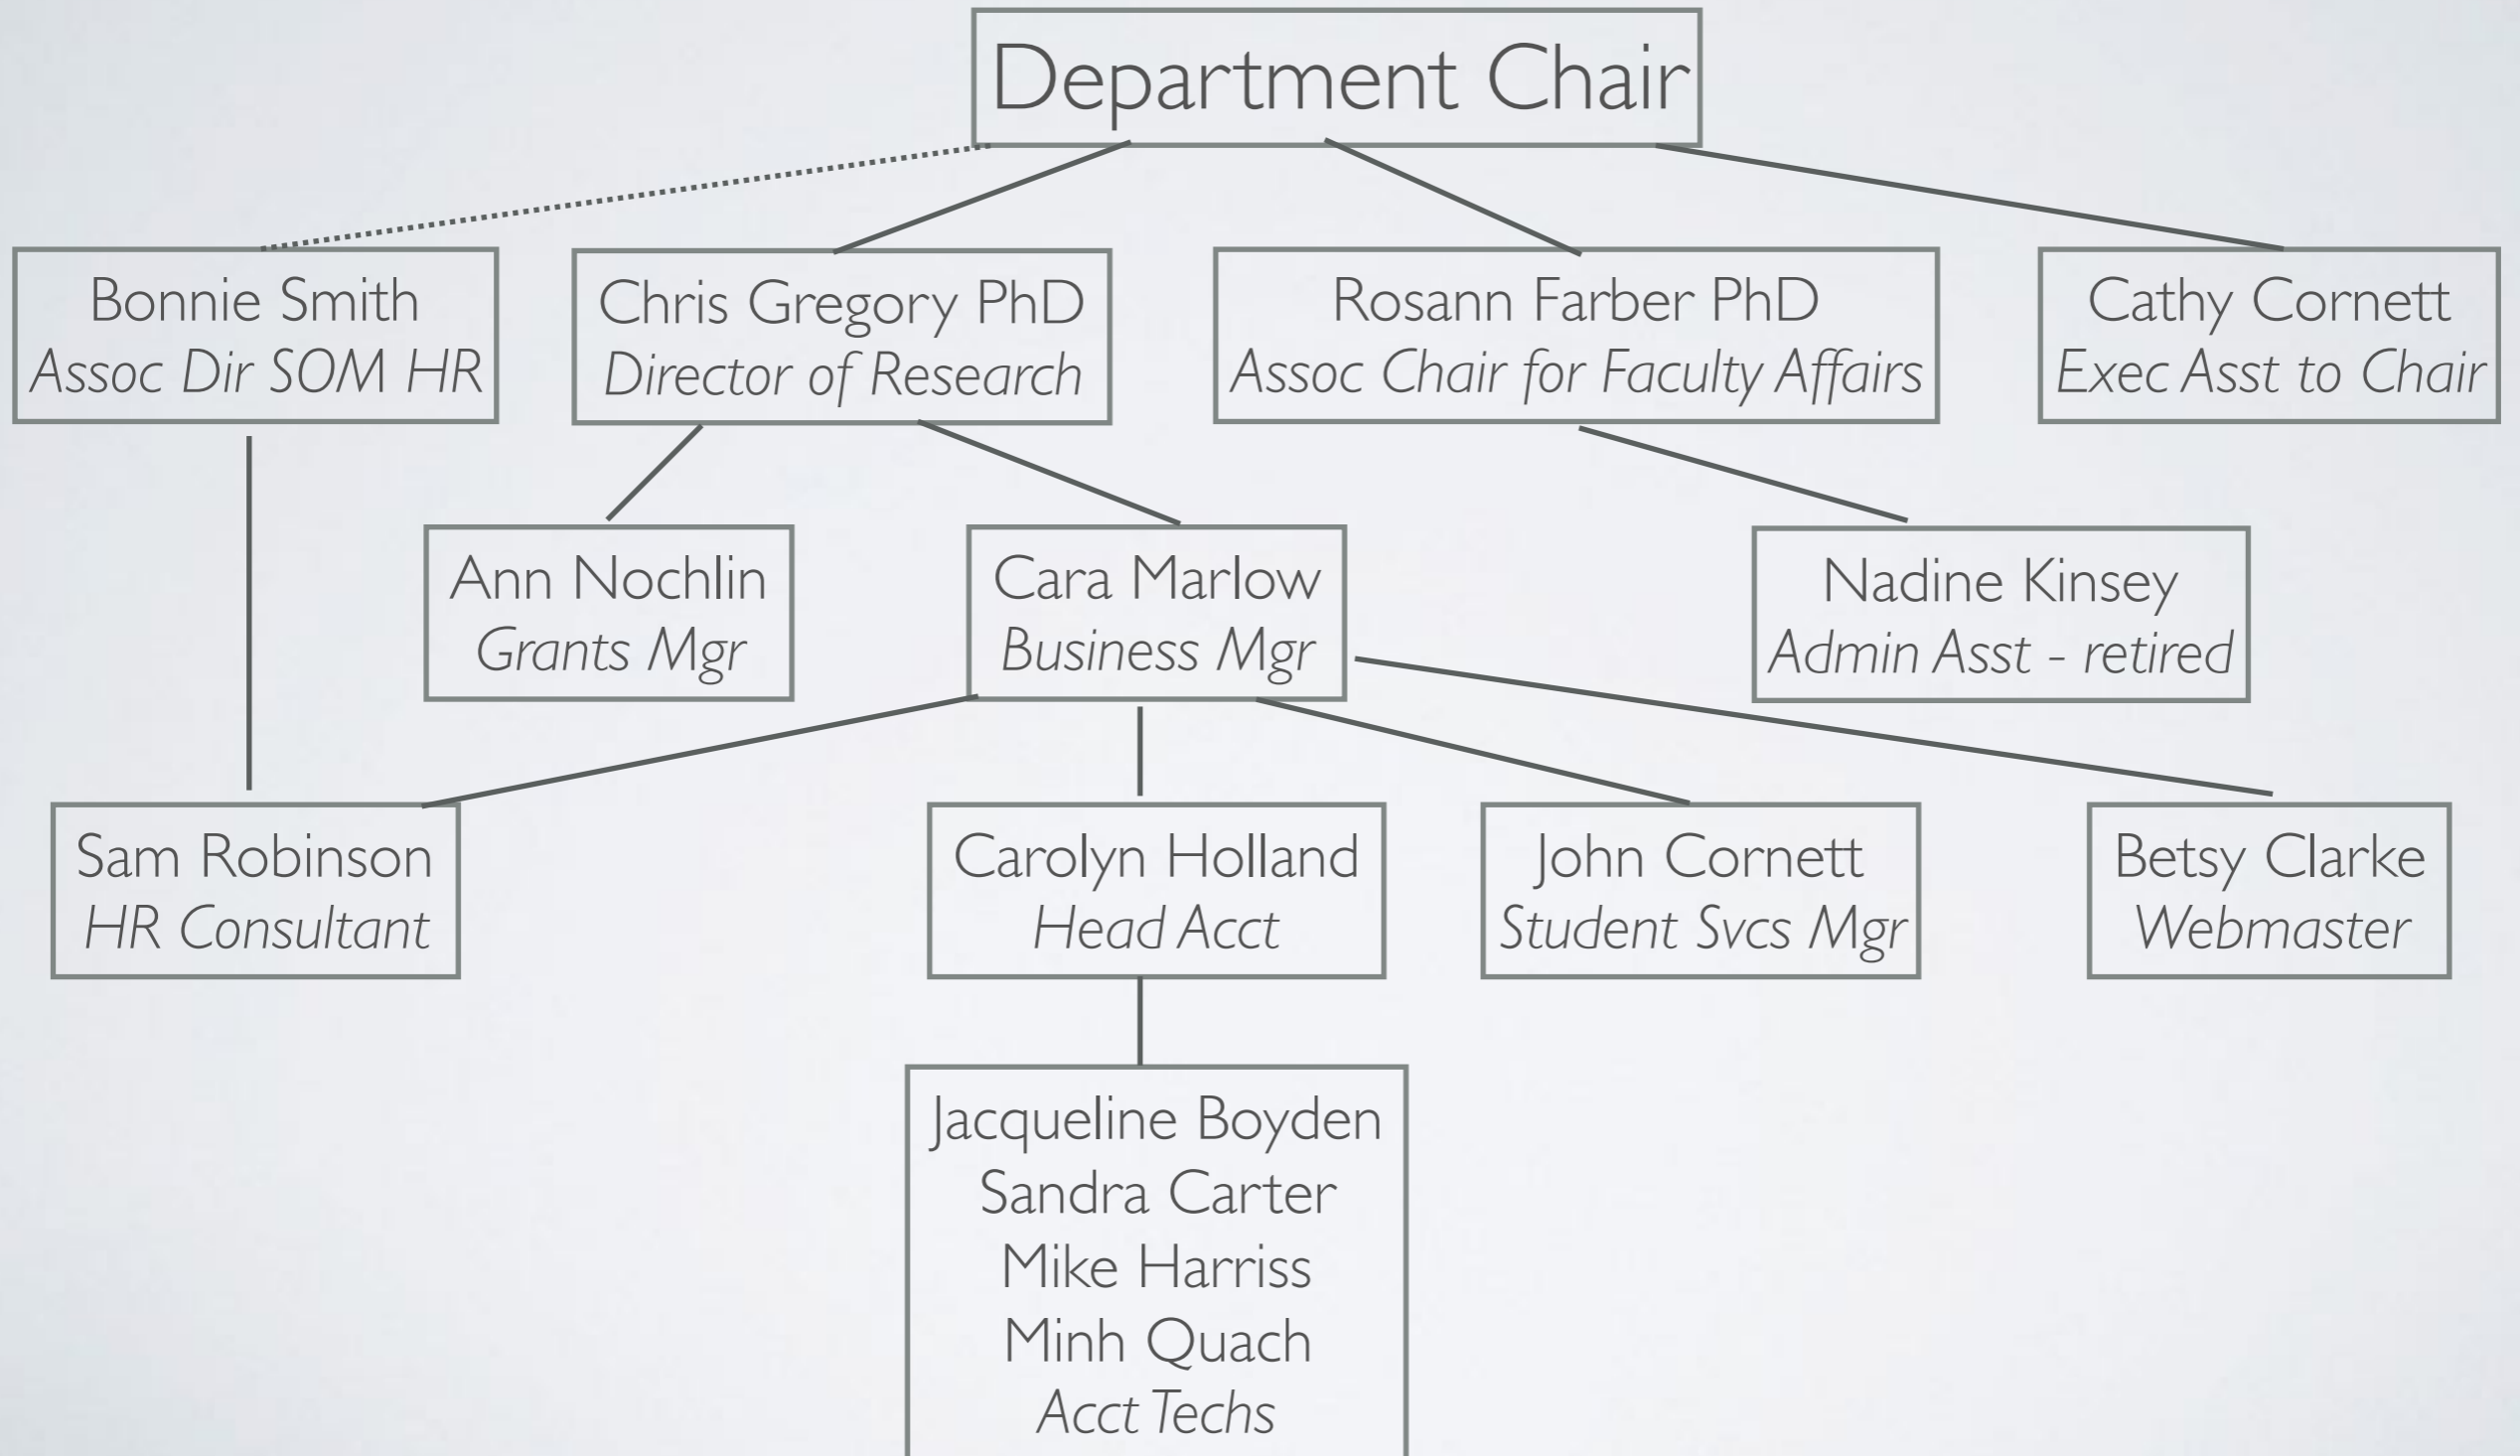 Department Chair
Bonnie Smith
Assoc Dir SOM HR
Chris Gregory PhD
Director of Research
Rosann Farber PhD
Assoc Chair for Faculty Affairs
Cathy Cornett
Exec Asst to Chair
Ann Nochlin
Grants Mgr
Cara Marlow
Business Mgr
Nadine Kinsey
Admin Asst - retired
Sam Robinson
HR Consultant
Carolyn Holland
Head Acct
John Cornett
Student Svcs Mgr
Betsy Clarke
Webmaster
Jacqueline Boyden
Sandra Carter
Mike Harriss
Minh Quach
Acct Techs